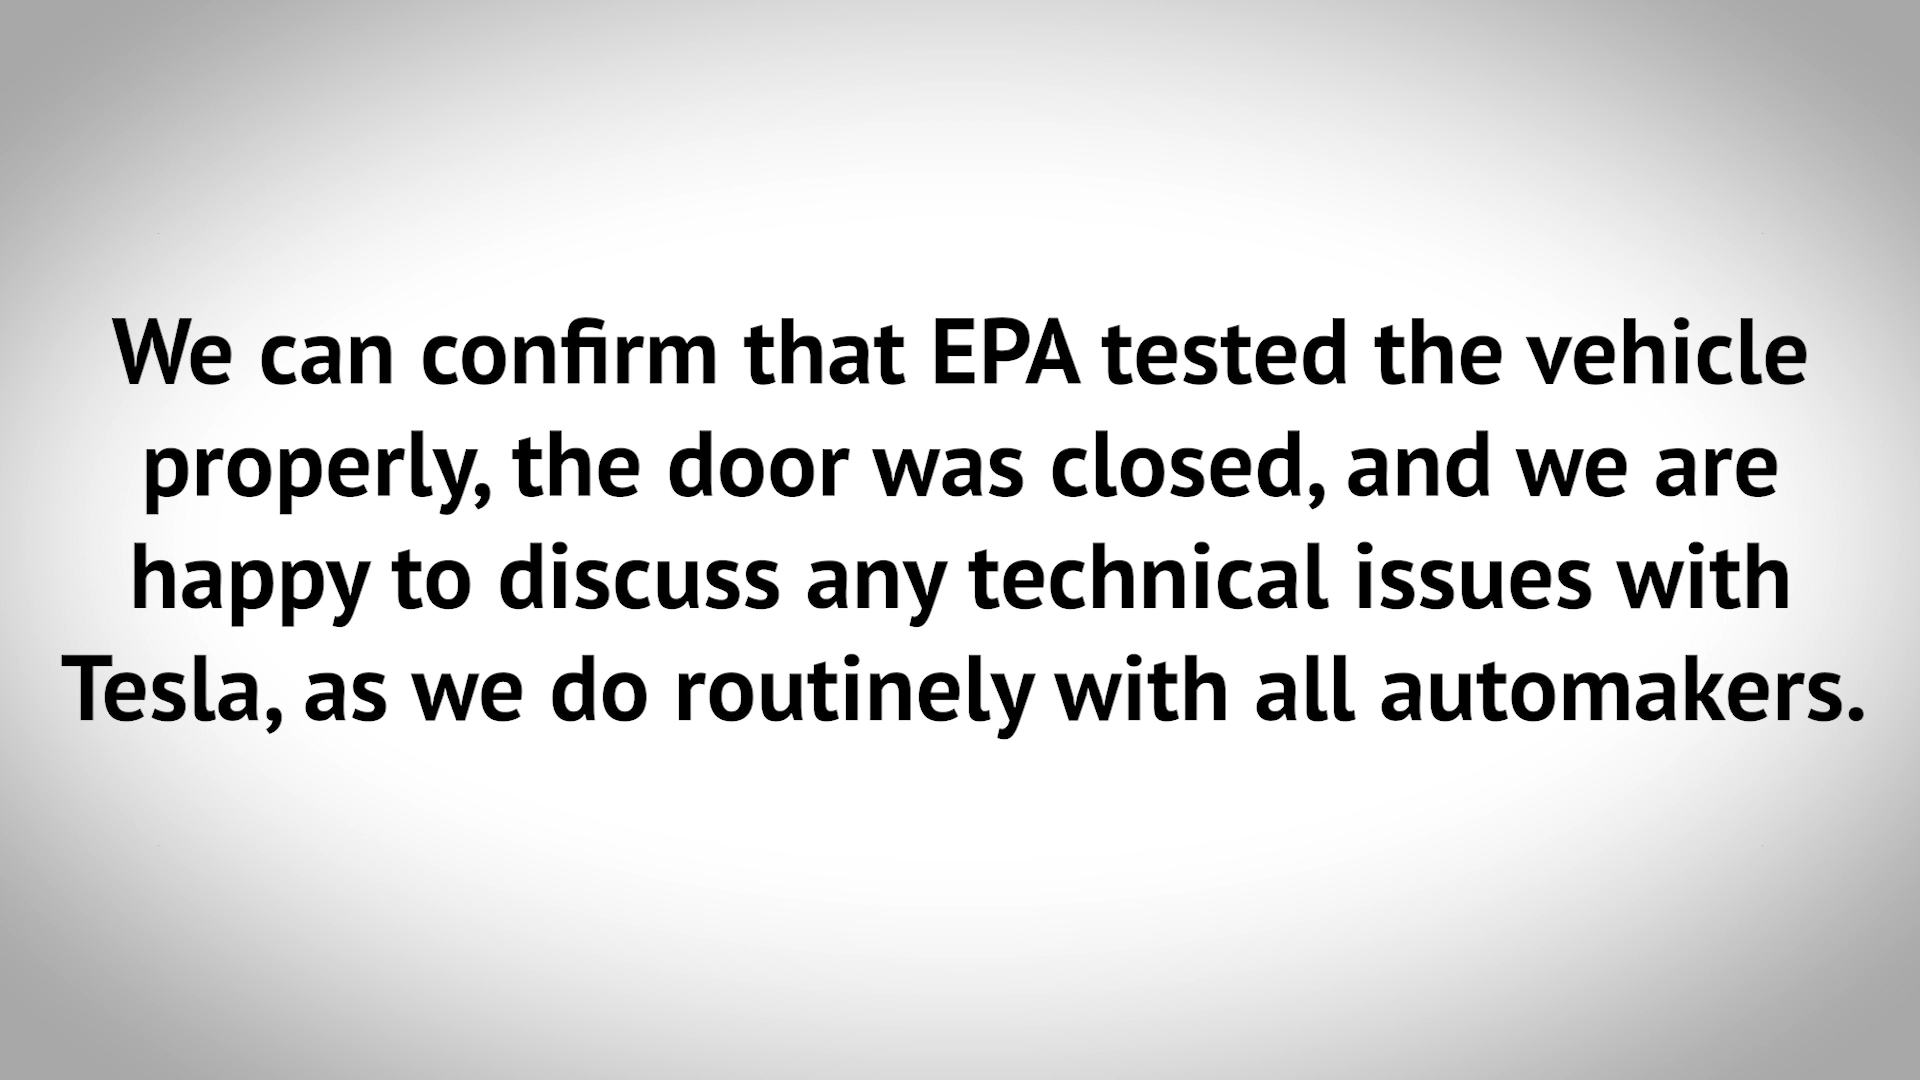 We can confirm that EPA tested the vehicle
properly, the door was closed, and we are
happy to discuss any technical issues with
Tesla, as we do routinely with all automakers.